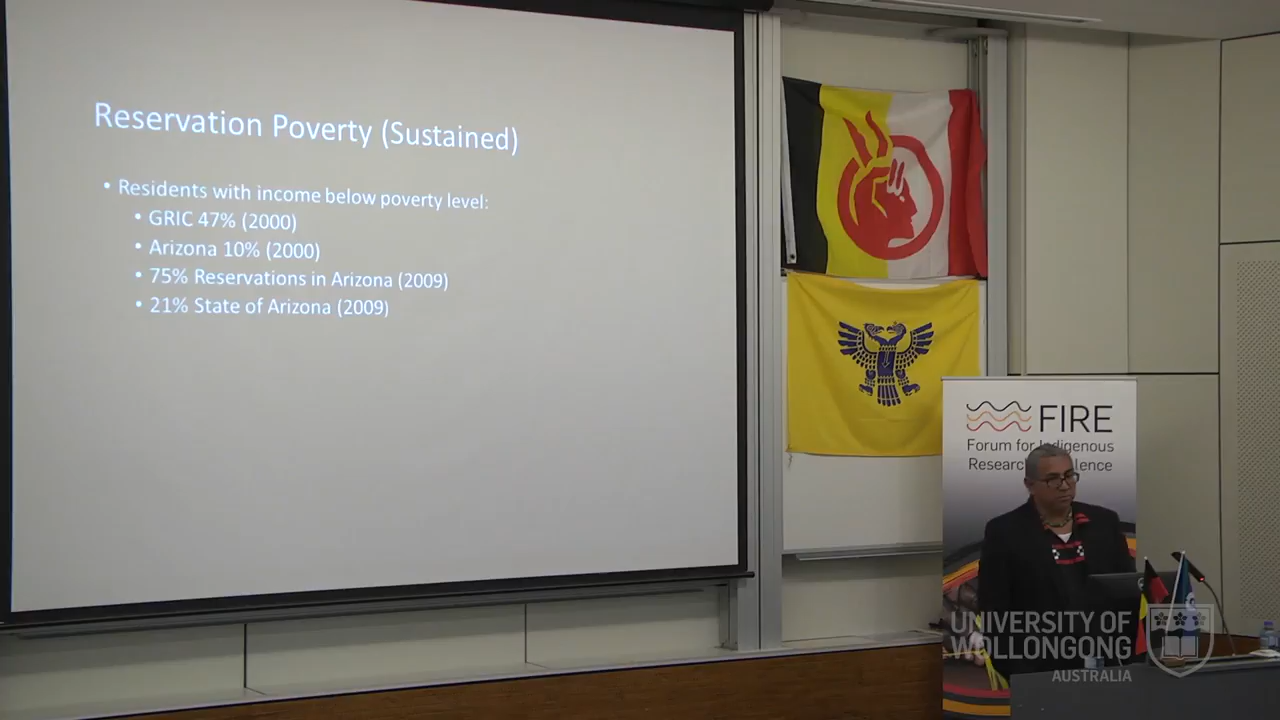 Reservation Poverty (Sustained)
• Residents with income below poverty level:
• GRIC 47% (2000)
• Arizona 10% (2000)
• 75% Reservations in Arizona (2009)
• 21% State of Arizona (2009)
FIRE
Forum for Indigenous
UNIVERSITY OF
WOLLONGONG
AUSTRALIA